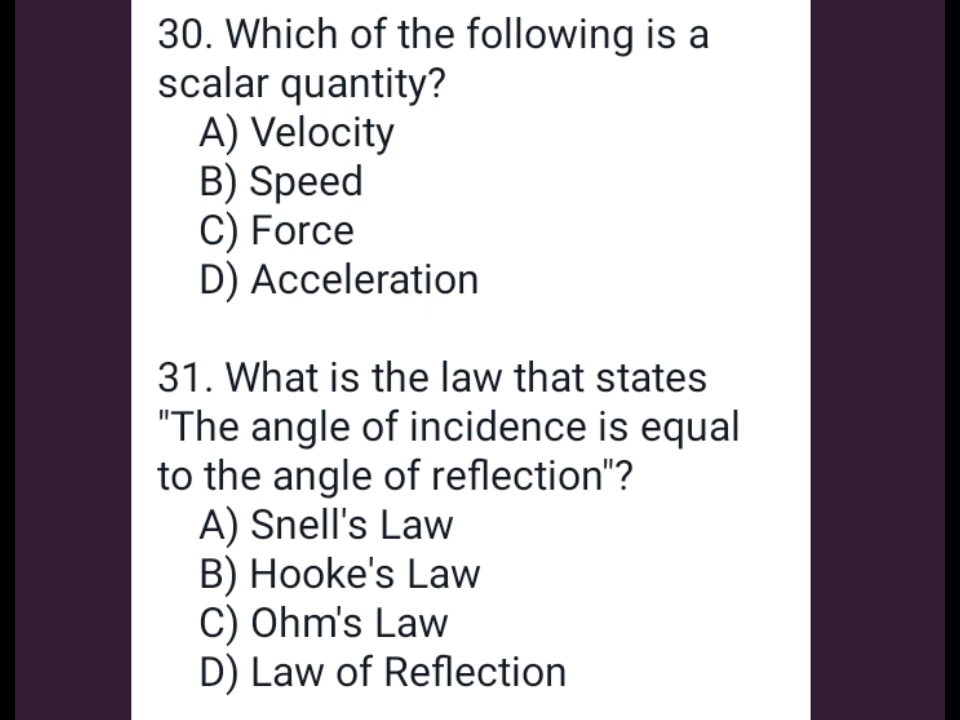 30. Which of the following is a
scalar quantity?
A) Velocity
B) Speed
C) Force
D) Acceleration
31. What is the law that states
"The angle of incidence is equal
to the angle of reflection"?
A) Snell's Law
B) Hooke's Law
C) Ohm's Law
D) Law of Reflection